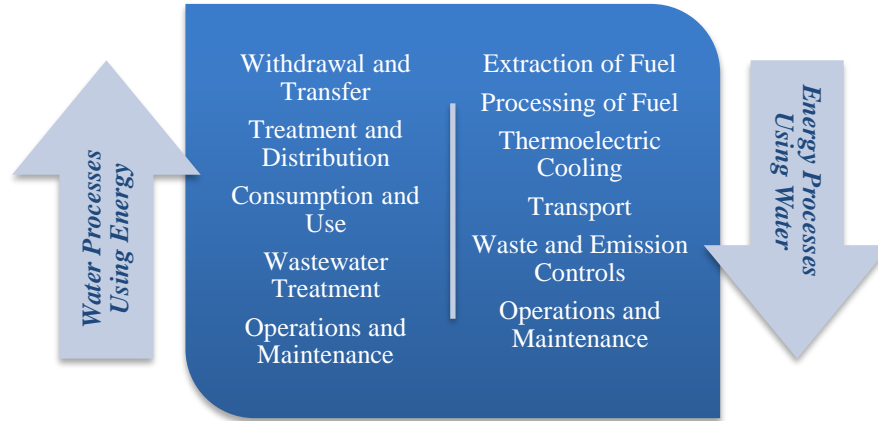 Water Processes
Using Energy
Withdrawal and
Transfer
Treatment and
Distribution
Consumption and
Use
Wastewater
Treatment
Operations and
Maintenance
Extraction of Fuel
Processing of Fuel
Thermoelectric
Cooling
Transport
Waste and Emission
Controls
Operations and
Maintenance
Energy Processes
Using Water